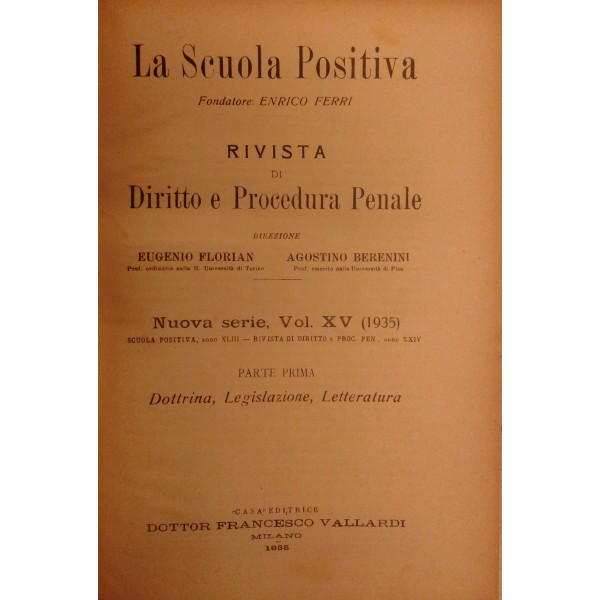 La Scuola Positiva
Fondatore: ENRICO FERRI
RIVISTA
DI
Diritto e Procedura Penale
DIREZIONE
EUGENIO FLORIAN AGOSTINO BERENINI
Prof. ordinario nella R. Università di Torino Prof. emerito nella Università di Pisa
Nuova serie, Vol. XV (1935)
SCUOLA POSITIVA, anno XLIII — RIVISTA DI DIRITTO e PROC. PEN., anno XXIV
PARTE PRIMA
Dottrina, Legislazione, Letteratura
CASA EDITRICE
DOTTOR FRANCESCO VALLARDI
MILANO
1935